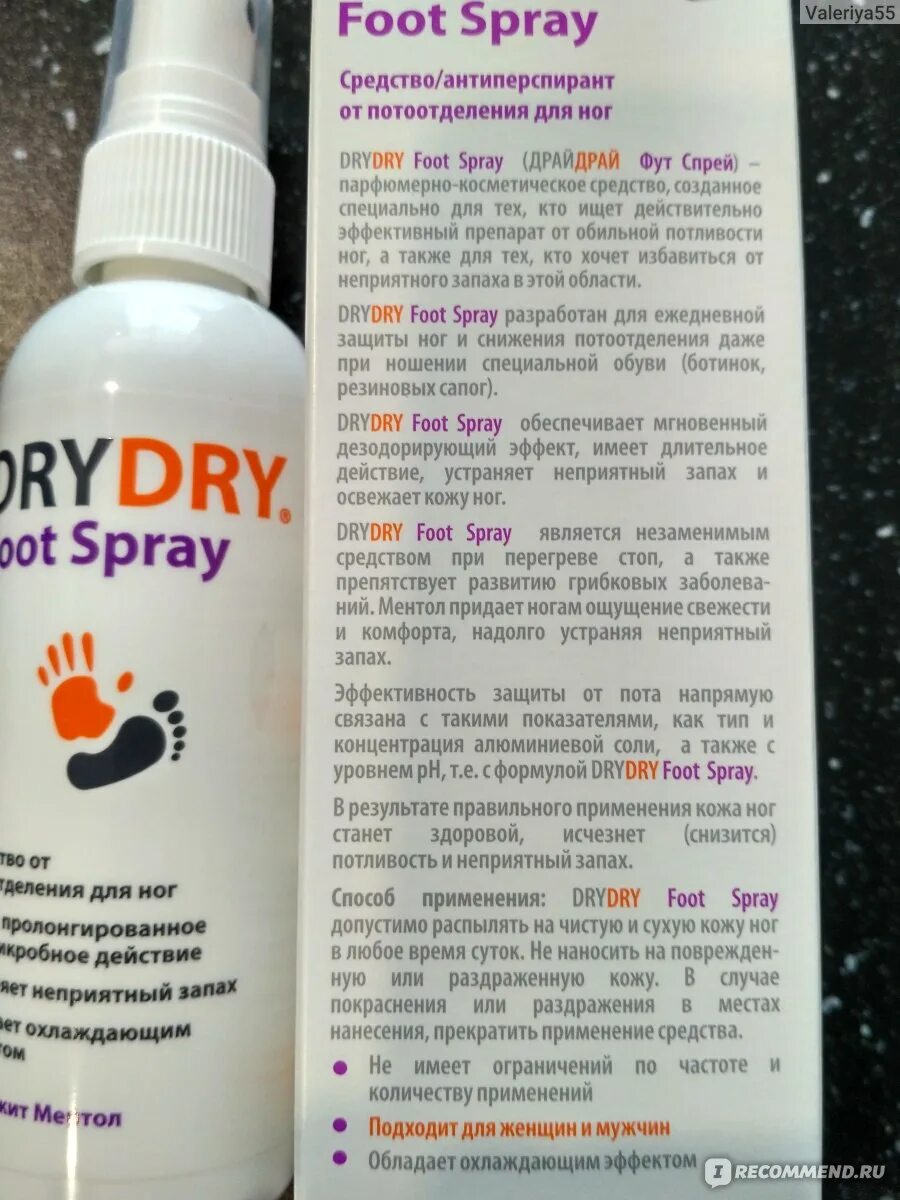 Valeriya55
Foot Spray
Средство/антиперспирант
от потоотделения для ног
DRYDRY Foot Spray (ДРАЙДРАЙ Фут Спрей) –
парфюмерно-косметическое средство, созданное
специально для тех, кто ищет действительно
эффективный препарат от обильной потливости
ног, а также для тех, кто хочет избавиться от
неприятного запаха в этой области.
DRYDRY Foot Spray разработан для ежедневной
защиты ног и снижения потоотделения даже
при ношении специальной обуви (ботинок,
резиновых сапог).
DRYDRY Foot Spray обеспечивает мгновенный
дезодорирующий эффект, имеет длительное
действие, устраняет неприятный запах и
освежает кожу ног.
DRYDRY Foot Spray является незаменимым
средством при перегреве стоп, а также
препятствует развитию грибковых заболева-
ний. Ментол придает ногам ощущение свежести
и комфорта, надолго устраняя неприятный
запах.
Эффективность защиты от пота напрямую
связана с такими показателями, как тип и
концентрация алюминиевой соли, а также с
уровнем pH, т.е. с формулой DRYDRY Foot Spray.
В результате правильного применения кожа ног
станет здоровой, исчезнет (снизится)
потливость и неприятный запах.
Способ применения: DRYDRY Foot Spray
допустимо распылять на чистую и сухую кожу ног
в любое время суток. Не наносить на поврежден-
ную или раздраженную кожу. В случае
покраснения или раздражения в местах
нанесения, прекратить применение средства.
Не имеет ограничений по частоте и
количеству применений
Подходит для женщин и мужчин
Обладает охлаждающим эффектом
DRYDRY®
oot Spray
тво от
тделения для ног
пролонгированное
икробное действие
яет неприятный запах
ает охлаждающим
том
жит Ментол
IRECOMMEND.RU